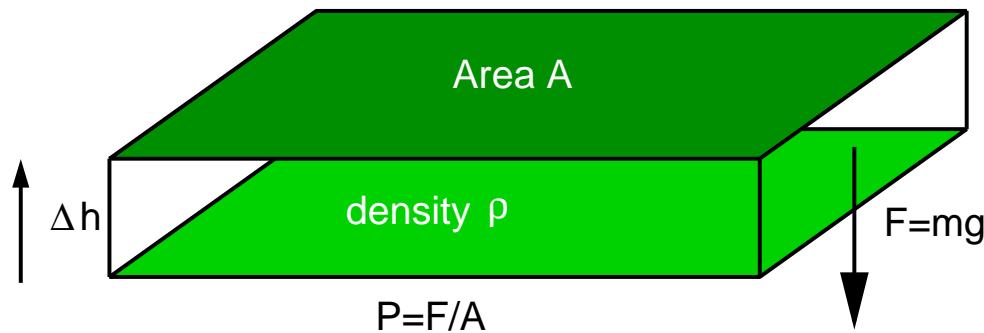 Area A
density ρ
Δh
F=mg
P=F/A